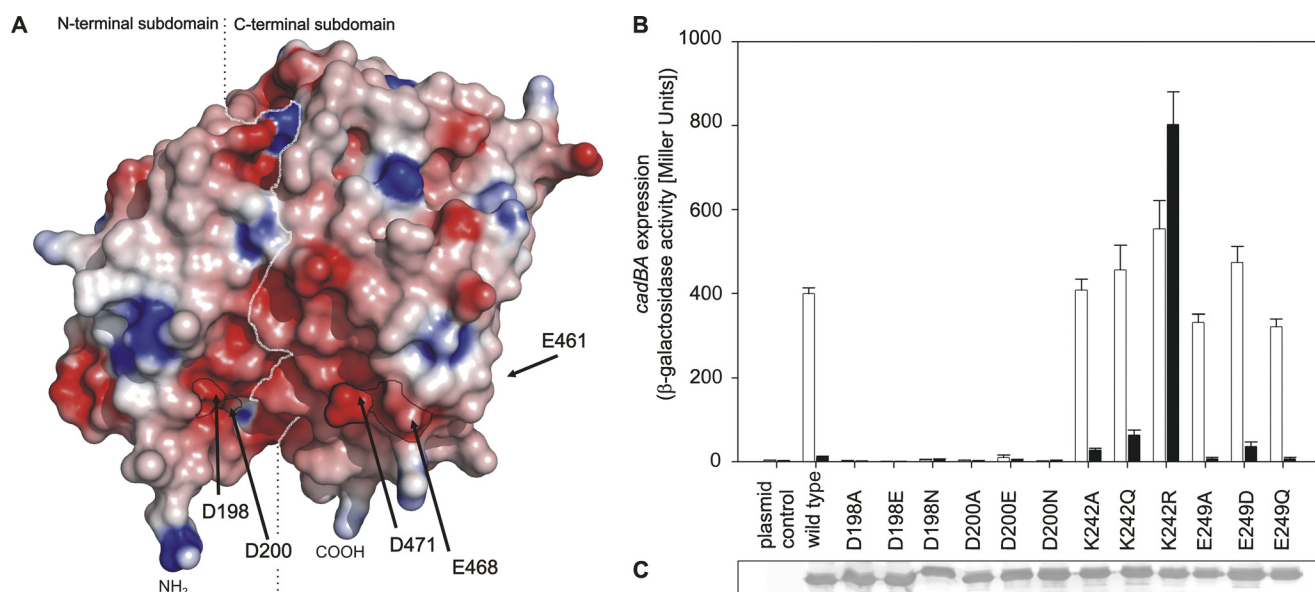 A
N-terminal subdomain
C-terminal subdomain
E461
D198
D200
D471
E468
COOH
NH2
B
cadBA expression
(β-galactosidase activity [Miller Units])
1000
800
600
400
200
0
plasmid
control
wild type
D198A
D198E
D198N
D200A
D200E
D200N
K242A
K242Q
K242R
E249A
E249D
E249Q
C